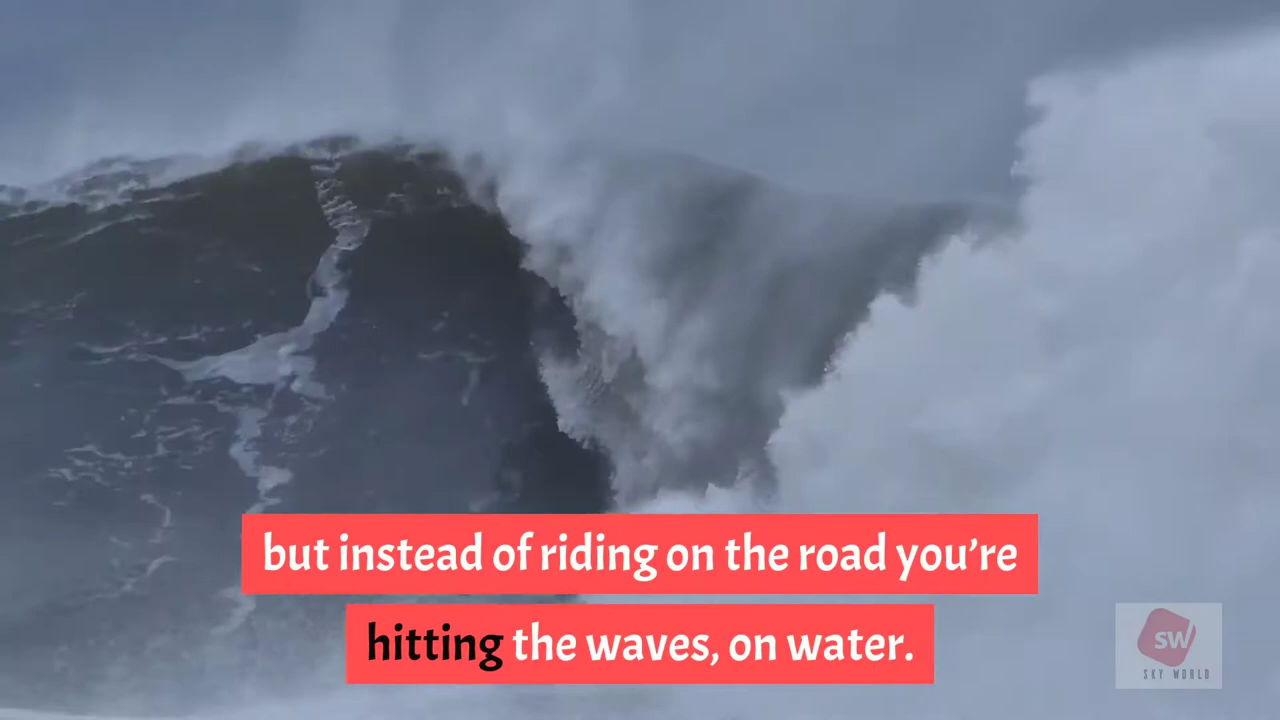 but instead of riding on the road you're
hitting the waves, on water.
SW
SKY WORLD